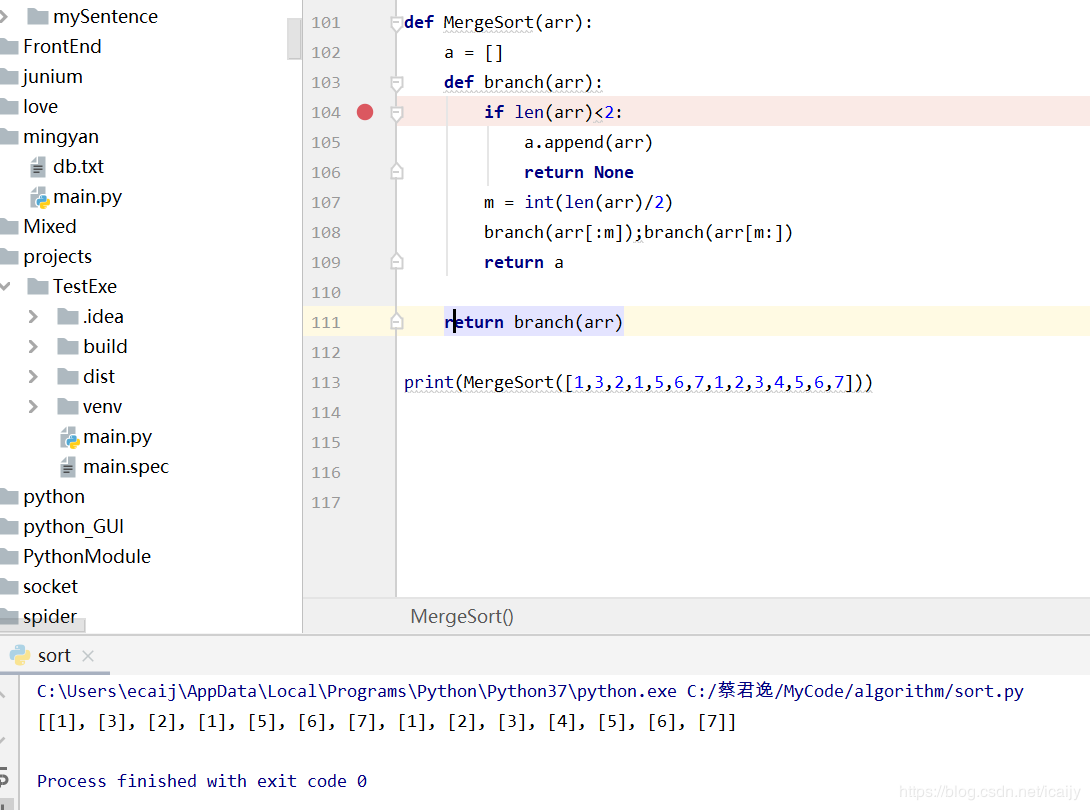 mySentence
FrontEnd
junium
love
mingyan
db.txt
main.py
Mixed
projects
TestExe
.idea
build
dist
venv
main.py
main.spec
python
python_GUI
PythonModule
socket
spider
101 def MergeSort(arr):
102 a = []
103 def branch(arr):
104 if len(arr)<2:
105 a.append(arr)
106 return None
107 m = int(len(arr)/2)
108 branch(arr[:m]);branch(arr[m:])
109 return a
110
111 return branch(arr)
112
113 print(MergeSort([1,3,2,1,5,6,7,1,2,3,4,5,6,7]))
114
115
116
117
MergeSort()
sort
C:\Users\ecaij\AppData\Local\Programs\Python\Python37\python.exe C:/蔡君逸/MyCode/algorithm/sort.py
[[1], [3], [2], [1], [5], [6], [7], [1], [2], [3], [4], [5], [6], [7]]
Process finished with exit code 0
https://blog.csdn.net/icaijy